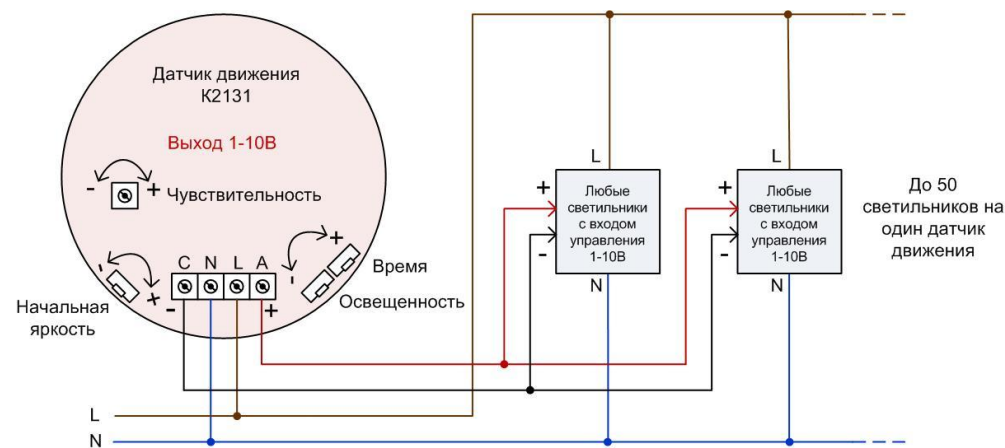 Датчик движения
K2131
Выход 1-10В
- + Чувствительность
C N L A
- +
- +
Начальная
яркость
- +
Время
Освещенность
L
N
L
+
-
Любые
светильники
с входом
управления
1-10В
N
L
+
-
Любые
светильники
с входом
управления
1-10В
N
До 50
светильников на
один датчик
движения